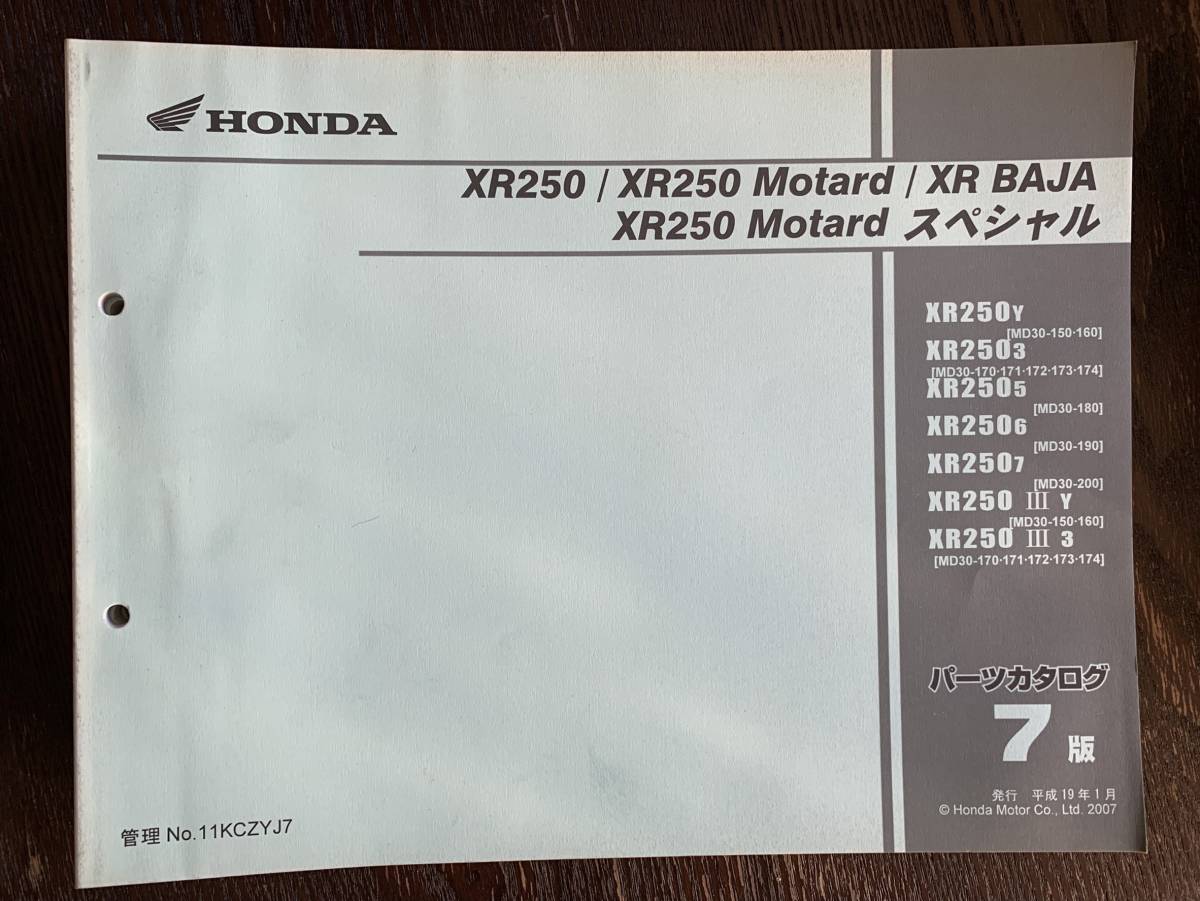 HONDA
XR250 / XR250 Motard / XR BAJA
XR250 Motard スペシャル
XR250Y
[MD30-150·160]
XR2503
[MD30-170·171·172·173·174]
XR2505
[MD30-180]
XR2506
[MD30-190]
XR2507
[MD30-200]
XR250 III Y
[MD30-150·160]
XR250 III 3
[MD30-170·171·172·173·174]
パーツカタログ
7版
発行 平成19年1月
© Honda Motor Co., Ltd. 2007
管理 No.11KCZYJ7